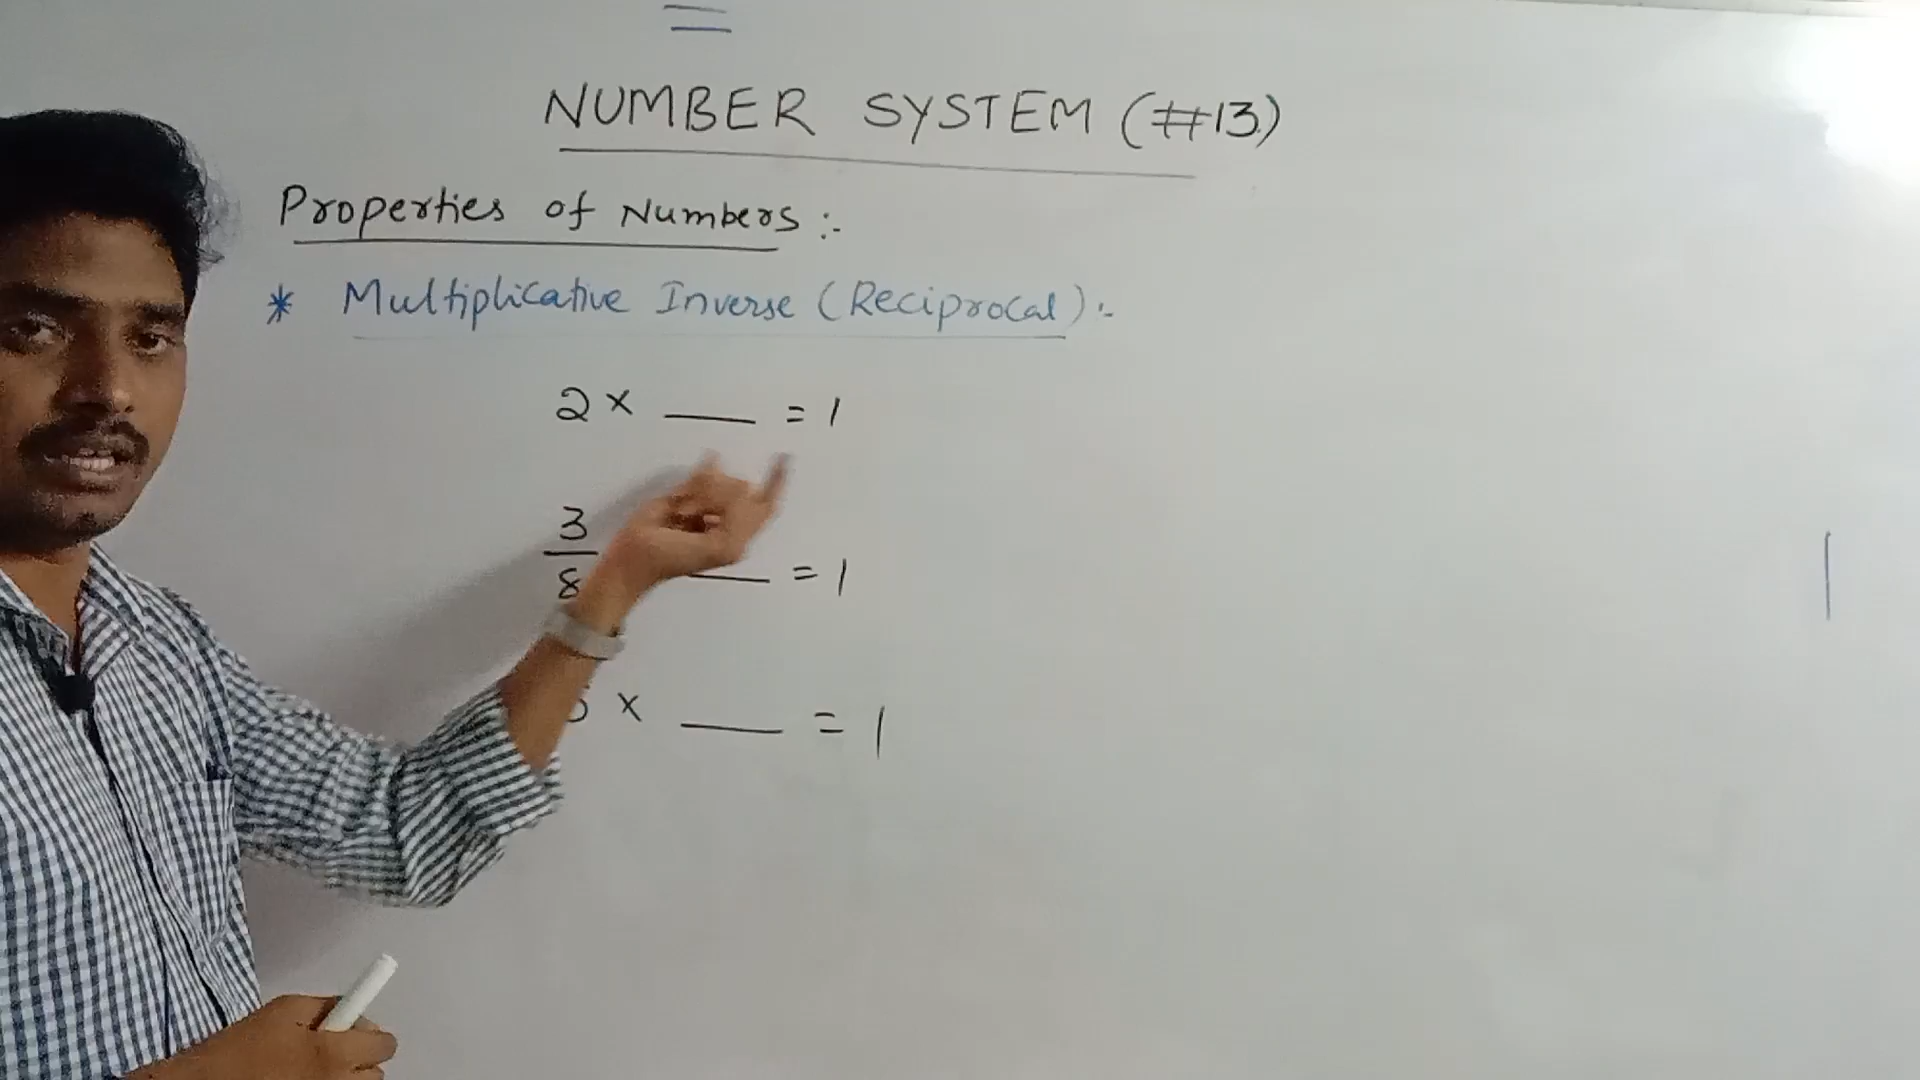 NUMBER SYSTEM (#13)
Properties of Numbers :-
* Multiplicative Inverse (Reciprocal) :-
2 × ___ = 1
3/8 ___ = 1
× ___ = 1